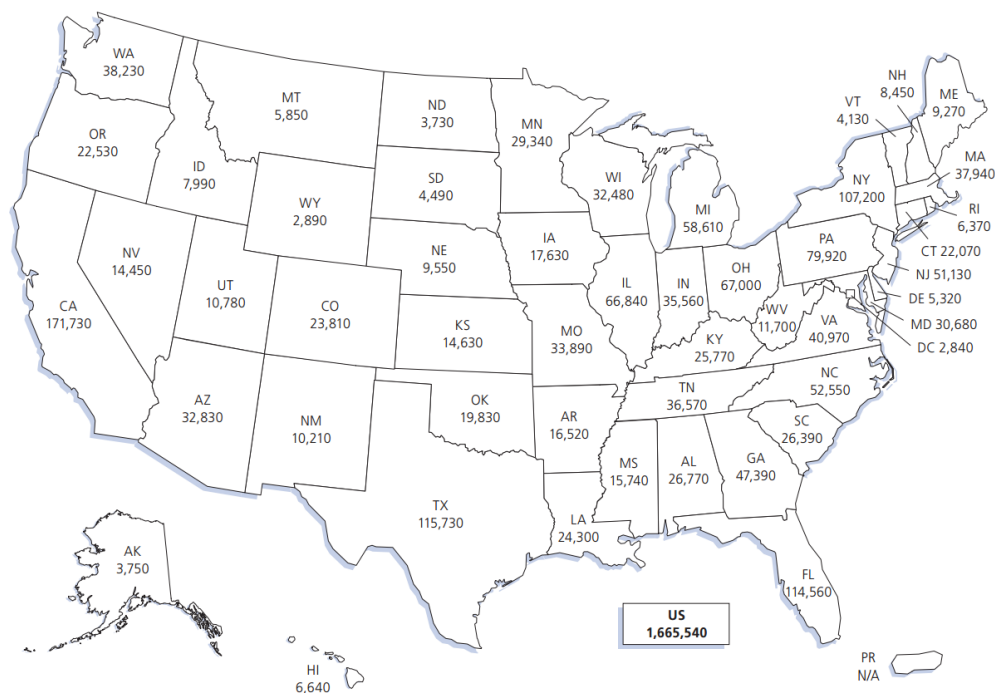 WA
38,230
MT
5,850
ND
3,730
MN
29,340
NH
8,450
VT
4,130
ME
9,270
OR
22,530
ID
7,990
SD
4,490
WI
32,480
MI
58,610
NY
107,200
MA
37,940
RI
6,370
CT 22,070
NJ 51,130
DE 5,320
MD 30,680
DC 2,840
WY
2,890
NE
9,550
IA
17,630
PA
79,920
NV
14,450
UT
10,780
CO
23,810
IL
66,840
IN
35,560
OH
67,000
WV
11,700
VA
40,970
CA
171,730
KS
14,630
MO
33,890
KY
25,770
NC
52,550
AZ
32,830
NM
10,210
OK
19,830
AR
16,520
TN
36,570
SC
26,390
MS
15,740
AL
26,770
GA
47,390
TX
115,730
LA
24,300
FL
114,560
AK
3,750
HI
6,640
US
1,665,540
PR
N/A